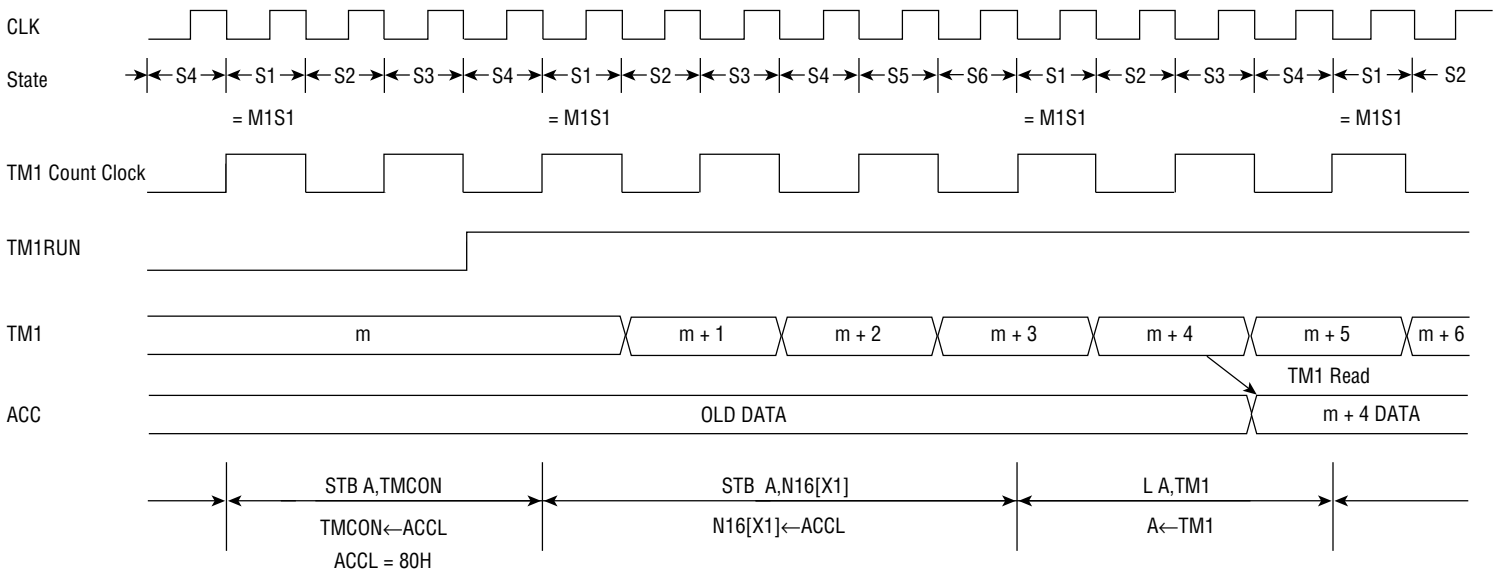 CLK
State S4 S1 S2 S3 S4 S1 S2 S3 S4 S5 S6 S1 S2 S3 S4 S1 S2
= M1S1 = M1S1 = M1S1 = M1S1
TM1 Count Clock
TM1RUN
TM1 m m + 1 m + 2 m + 3 m + 4 m + 5 m + 6
TM1 Read
ACC OLD DATA m + 4 DATA
STB A,TMCON STB A,N16[X1] L A,TM1
TMCON←ACCL N16[X1]←ACCL A←TM1
ACCL = 80H